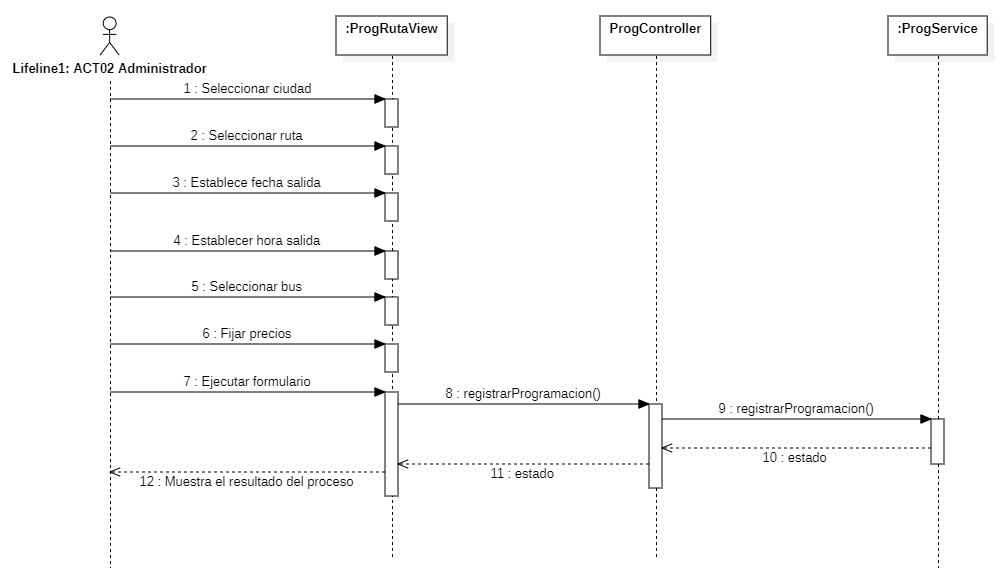 :ProgRutaView
ProgController
:ProgService
Lifeline1: ACT02 Administrador
1 : Seleccionar ciudad
2 : Seleccionar ruta
3 : Establece fecha salida
4 : Establecer hora salida
5 : Seleccionar bus
6 : Fijar precios
7 : Ejecutar formulario
8 : registrarProgramacion()
9 : registrarProgramacion()
10 : estado
11 : estado
12 : Muestra el resultado del proceso